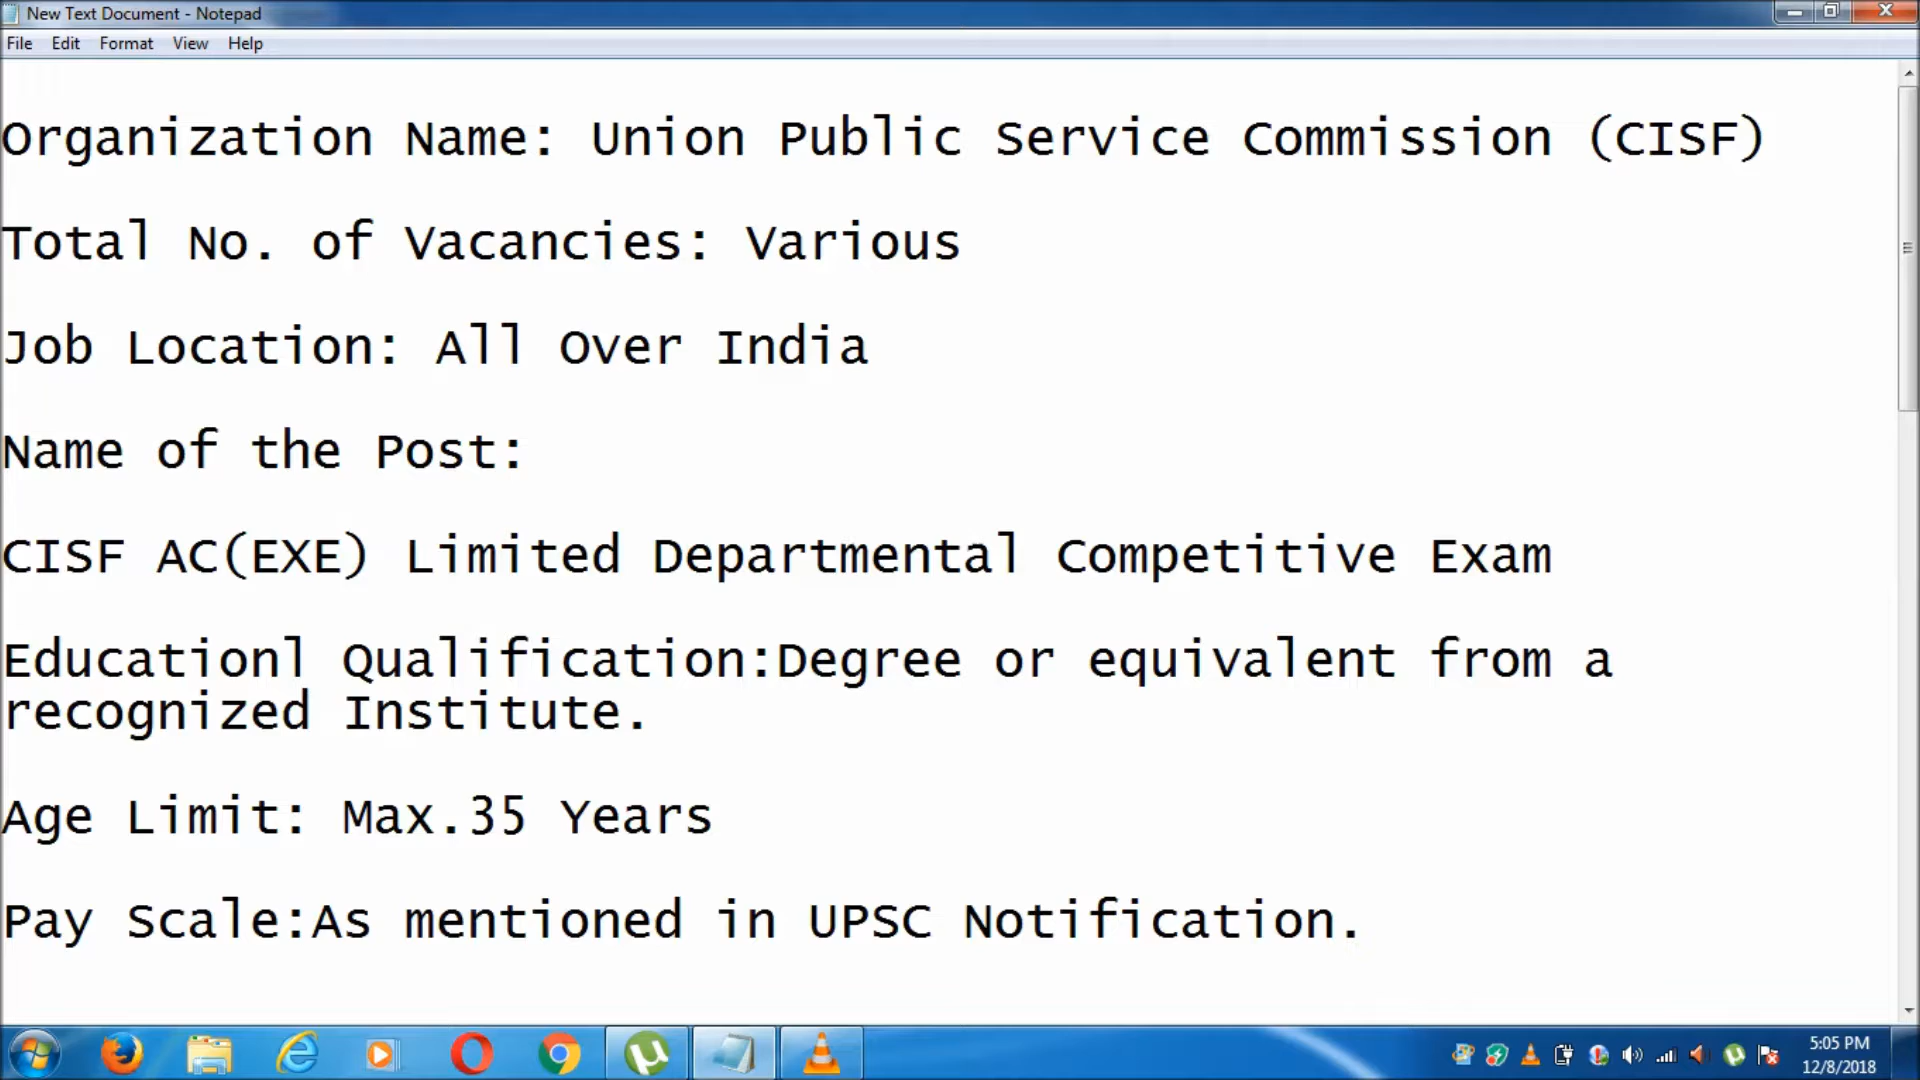 New Text Document - Notepad
File Edit Format View Help
Organization Name: Union Public Service Commission (CISF)
Total No. of Vacancies: Various
Job Location: All Over India
Name of the Post:
CISF AC(EXE) Limited Departmental Competitive Exam
Educationl Qualification:Degree or equivalent from a
recognized Institute.
Age Limit: Max.35 Years
Pay Scale:As mentioned in UPSC Notification.
5:05 PM
12/8/2018